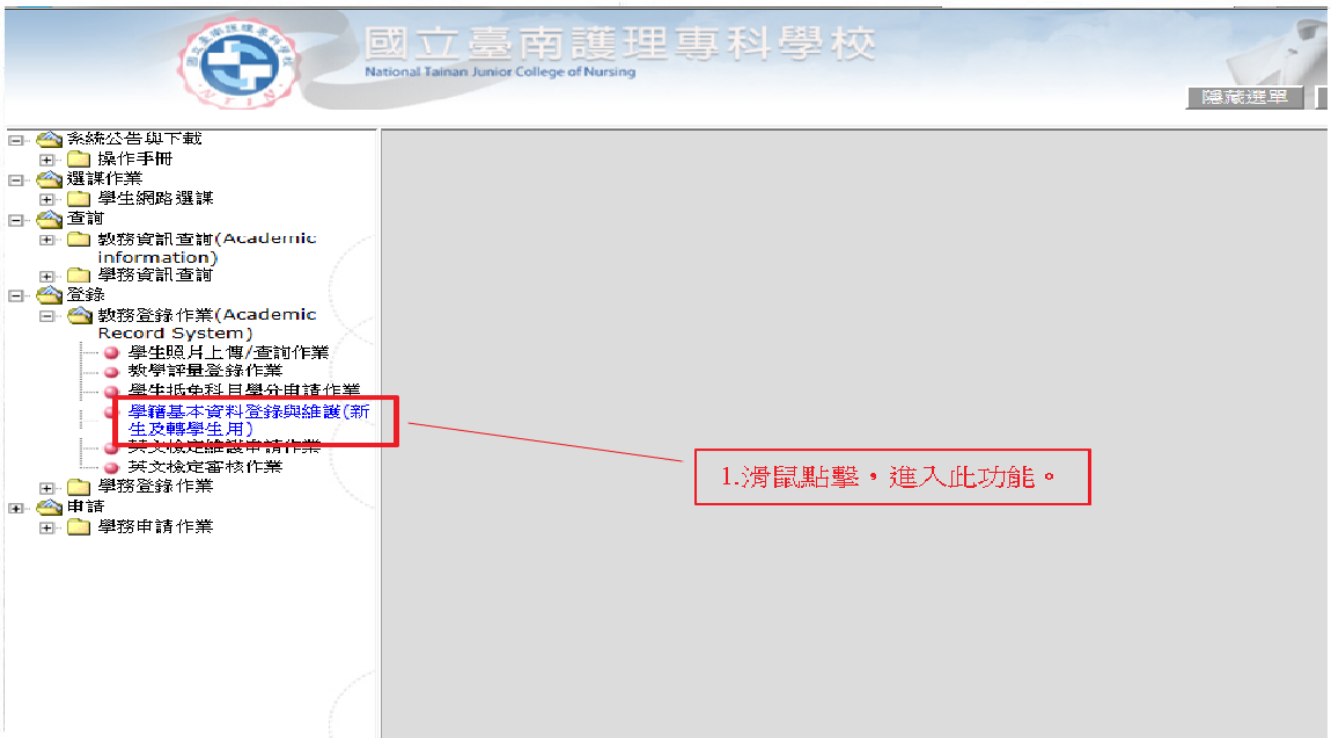 國立臺南護理專科學校
National Tainan Junior College of Nursing
NTIN
隱藏選單
系統公告與下載
操作手冊
選課作業
學生網路選課
查詢
教務資訊查詢(Academic
information)
學務資訊查詢
登錄
教務登錄作業(Academic
Record System)
學生照片上傳/查詢作業
教學評量登錄作業
學生抵免科目學分申請作業
學籍基本資料登錄與維護(新
生及轉學生用)
英文檢定維護申請作業
英文檢定審核作業
學務登錄作業
申請
學務申請作業
1.滑鼠點擊，進入此功能。